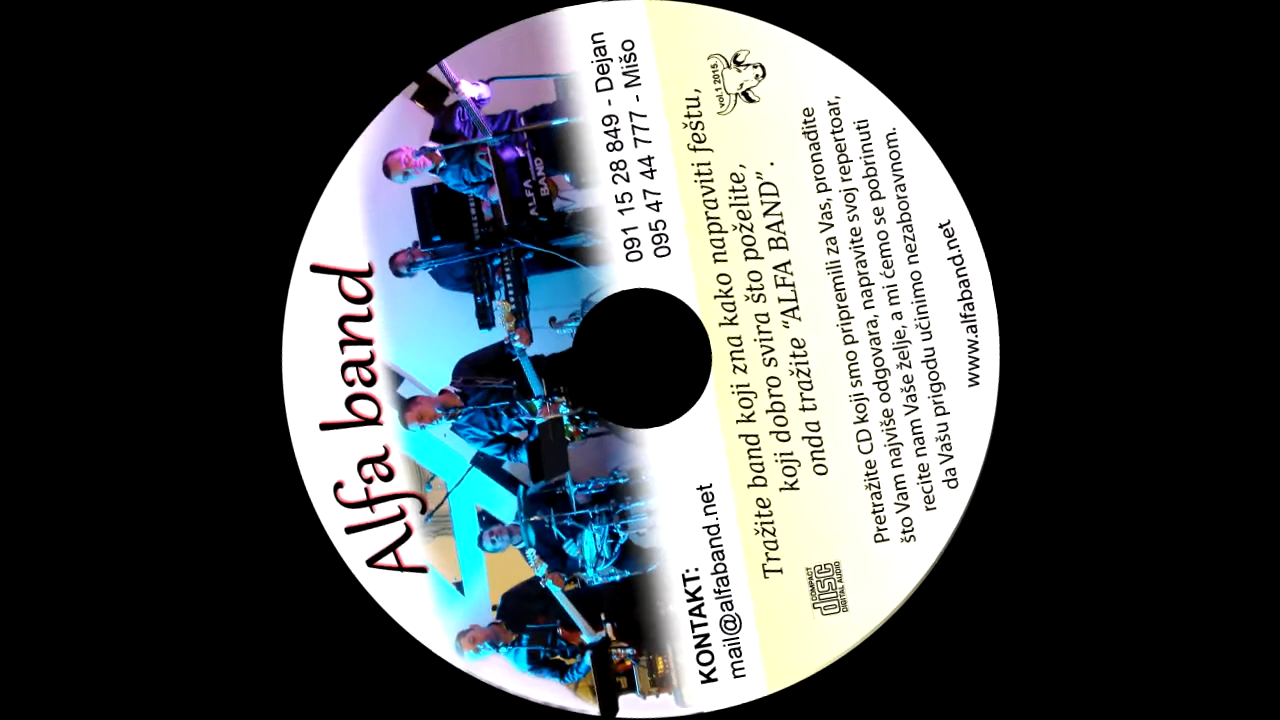 Alfa band
ALFA
BAND
091 15 28 849 - Dejan
095 47 44 777 - Mišo
KONTAKT:
mail@alfaband.net
vol.1 2015.
Tražite band koji zna kako napraviti feštu,
koji dobro svira što poželite,
onda tražite “ALFA BAND”.
COMPACT
disc
DIGITAL AUDIO
Pretražite CD koji smo pripremili za Vas, pronađite
što Vam najviše odgovara, napravite svoj repertoar,
recite nam Vaše želje, a mi ćemo se pobrinuti
da Vašu prigodu učinimo nezaboravnom.
www.alfaband.net